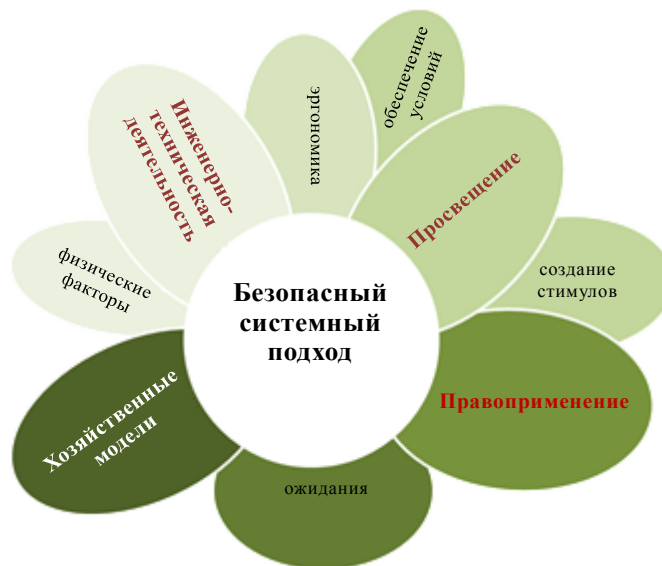 обеспечение
условий
эргономика
Инженерно-
техническая
деятельность
Просвещение
физические
факторы
создание
стимулов
Безопасный
системный
подход
Хозяйственные
модели
Правоприменение
ожидания